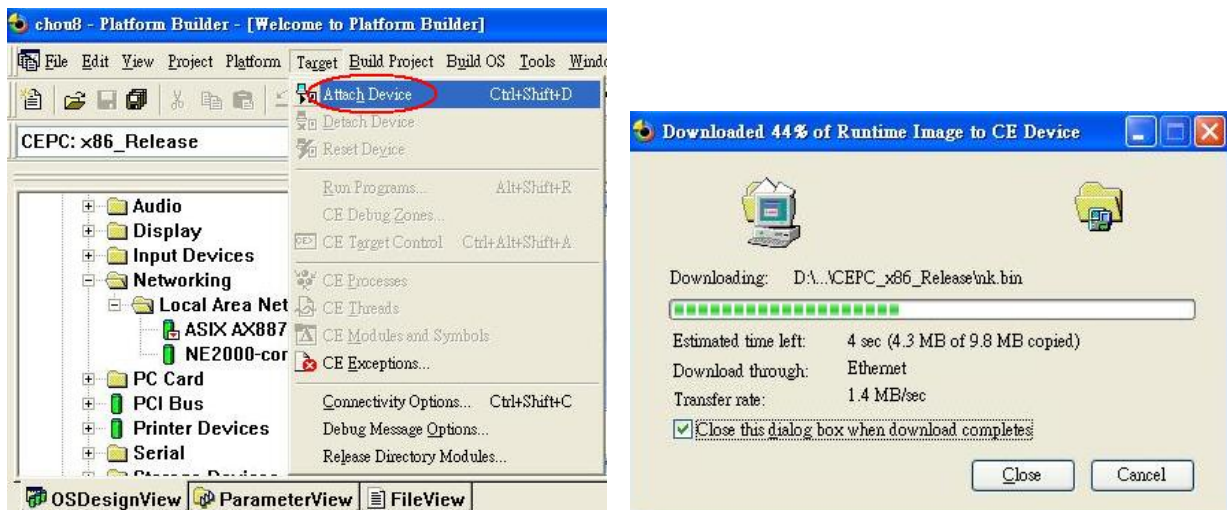 chou8 - Platform Builder - [Welcome to Platform Builder]
File Edit View Project Platform Target Build Project Build OS Tools
Attach Device Ctrl+Shift+D
Detach Device
CEPC: x86_Release
Reset Device
Run Programs... Alt+Shift+R
Audio
CE Debug Zones...
Display
CE Target Control Ctrl+Alt+Shift+A
Input Devices
Networking
CE Processes
Local Area Net
CE Threads
ASIX AX887
CE Modules and Symbols
NE2000-cor
CE Exceptions...
PC Card
PCI Bus
Connectivity Options... Ctrl+Shift+C
Printer Devices
Debug Message Options...
Serial
Release Directory Modules...
OSDesignView ParameterView FileView
Downloaded 44% of Runtime Image to CE Device
Downloading: D:\...\CEPC_x86_Release\nk.bin
Estimated time left: 4 sec (4.3 MB of 9.8 MB copied)
Download through: Ethernet
Transfer rate: 1.4 MB/sec
Close this dialog box when download completes
Close Cancel